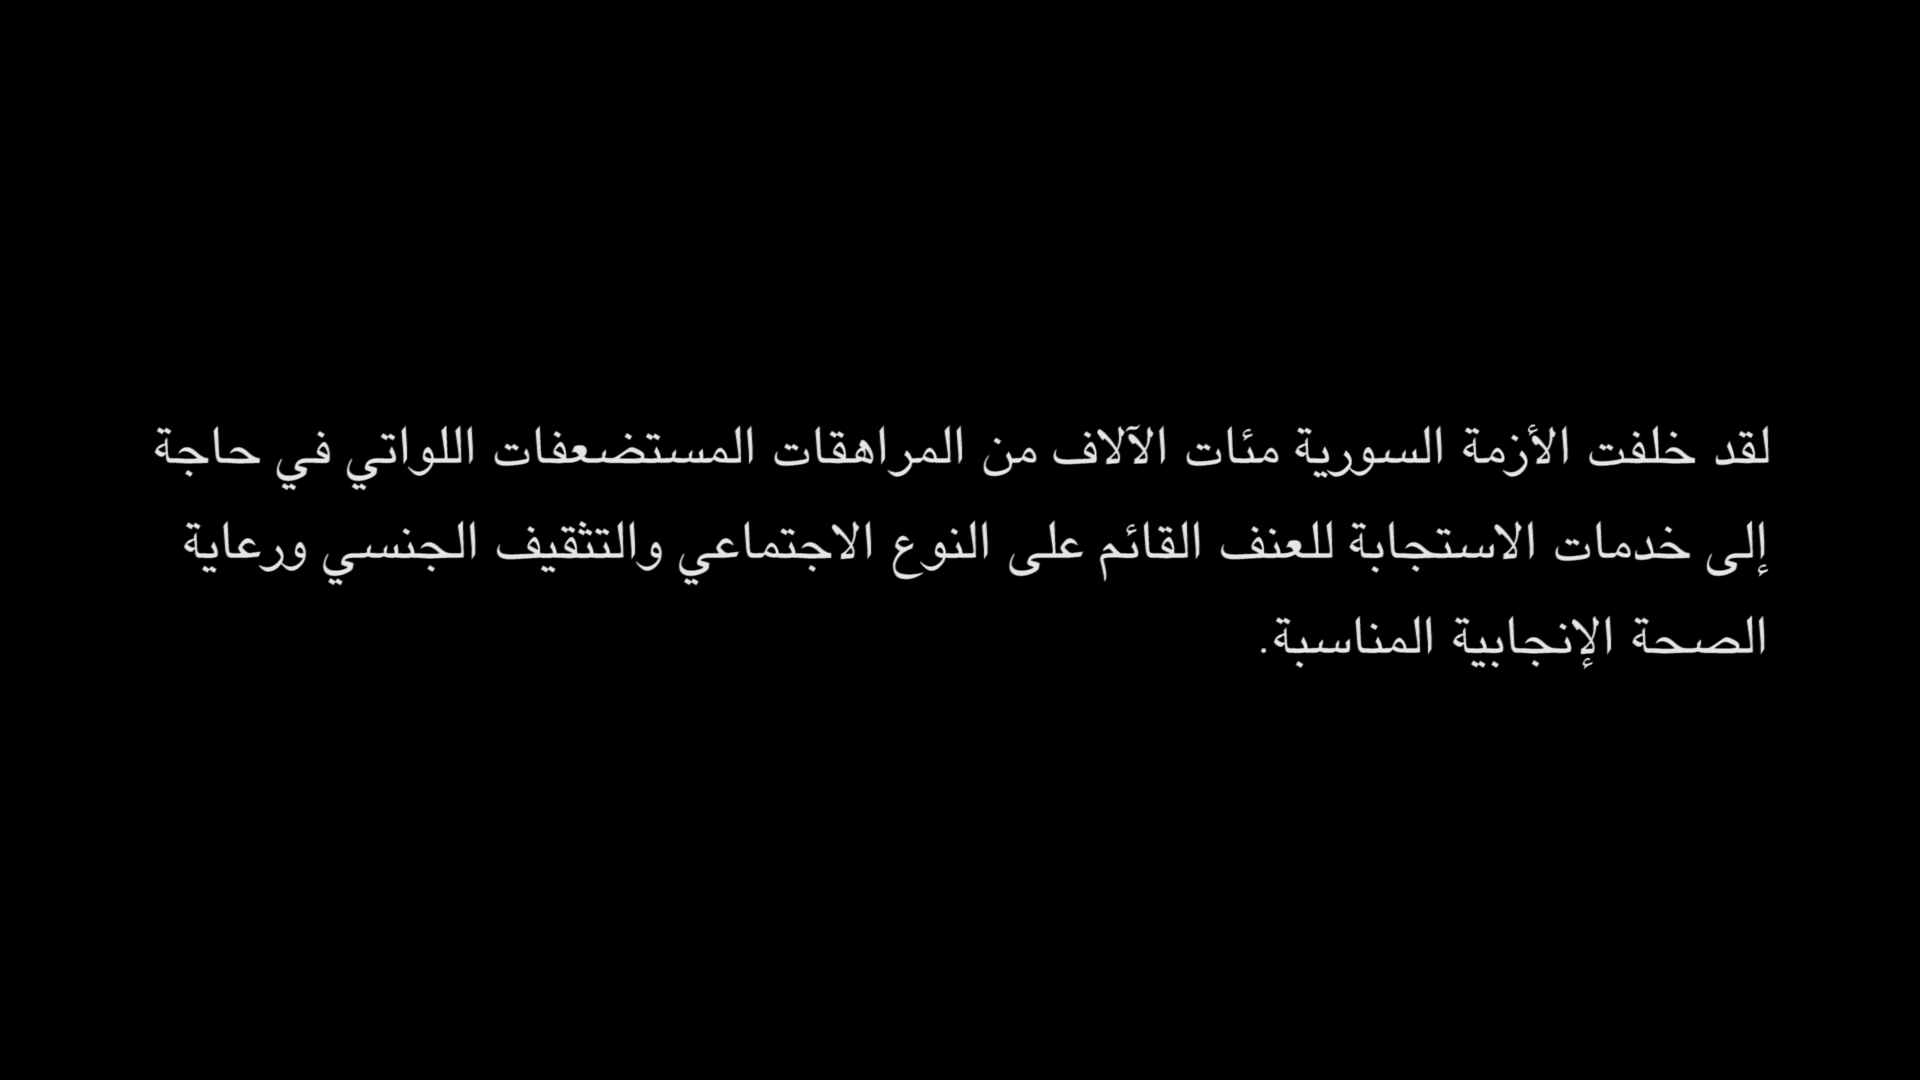 لقد خلفت الأزمة السورية مئات الآلاف من المراهقات المستضعفات اللواتي في حاجة
إلى خدمات الاستجابة للعنف القائم على النوع الاجتماعي والتثقيف الجنسي ورعاية
الصحة الإنجابية المناسبة.